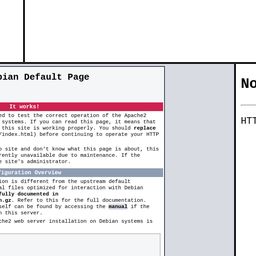 bian Default Page
It works!
ed to test the correct operation of the Apache2
systems. If you can read this page, it means that
this site is working properly. You should replace
/index.html) before continuing to operate your HTTP
site and don't know what this page is about, this
rently unavailable due to maintenance. If the
site's administrator.
figuration Overview
ion is different from the upstream default
al files optimized for interaction with Debian
fully documented in
n.gz. Refer to this for the full documentation.
self can be found by accessing the manual if the
n this server.
che2 web server installation on Debian systems is
No
HTT